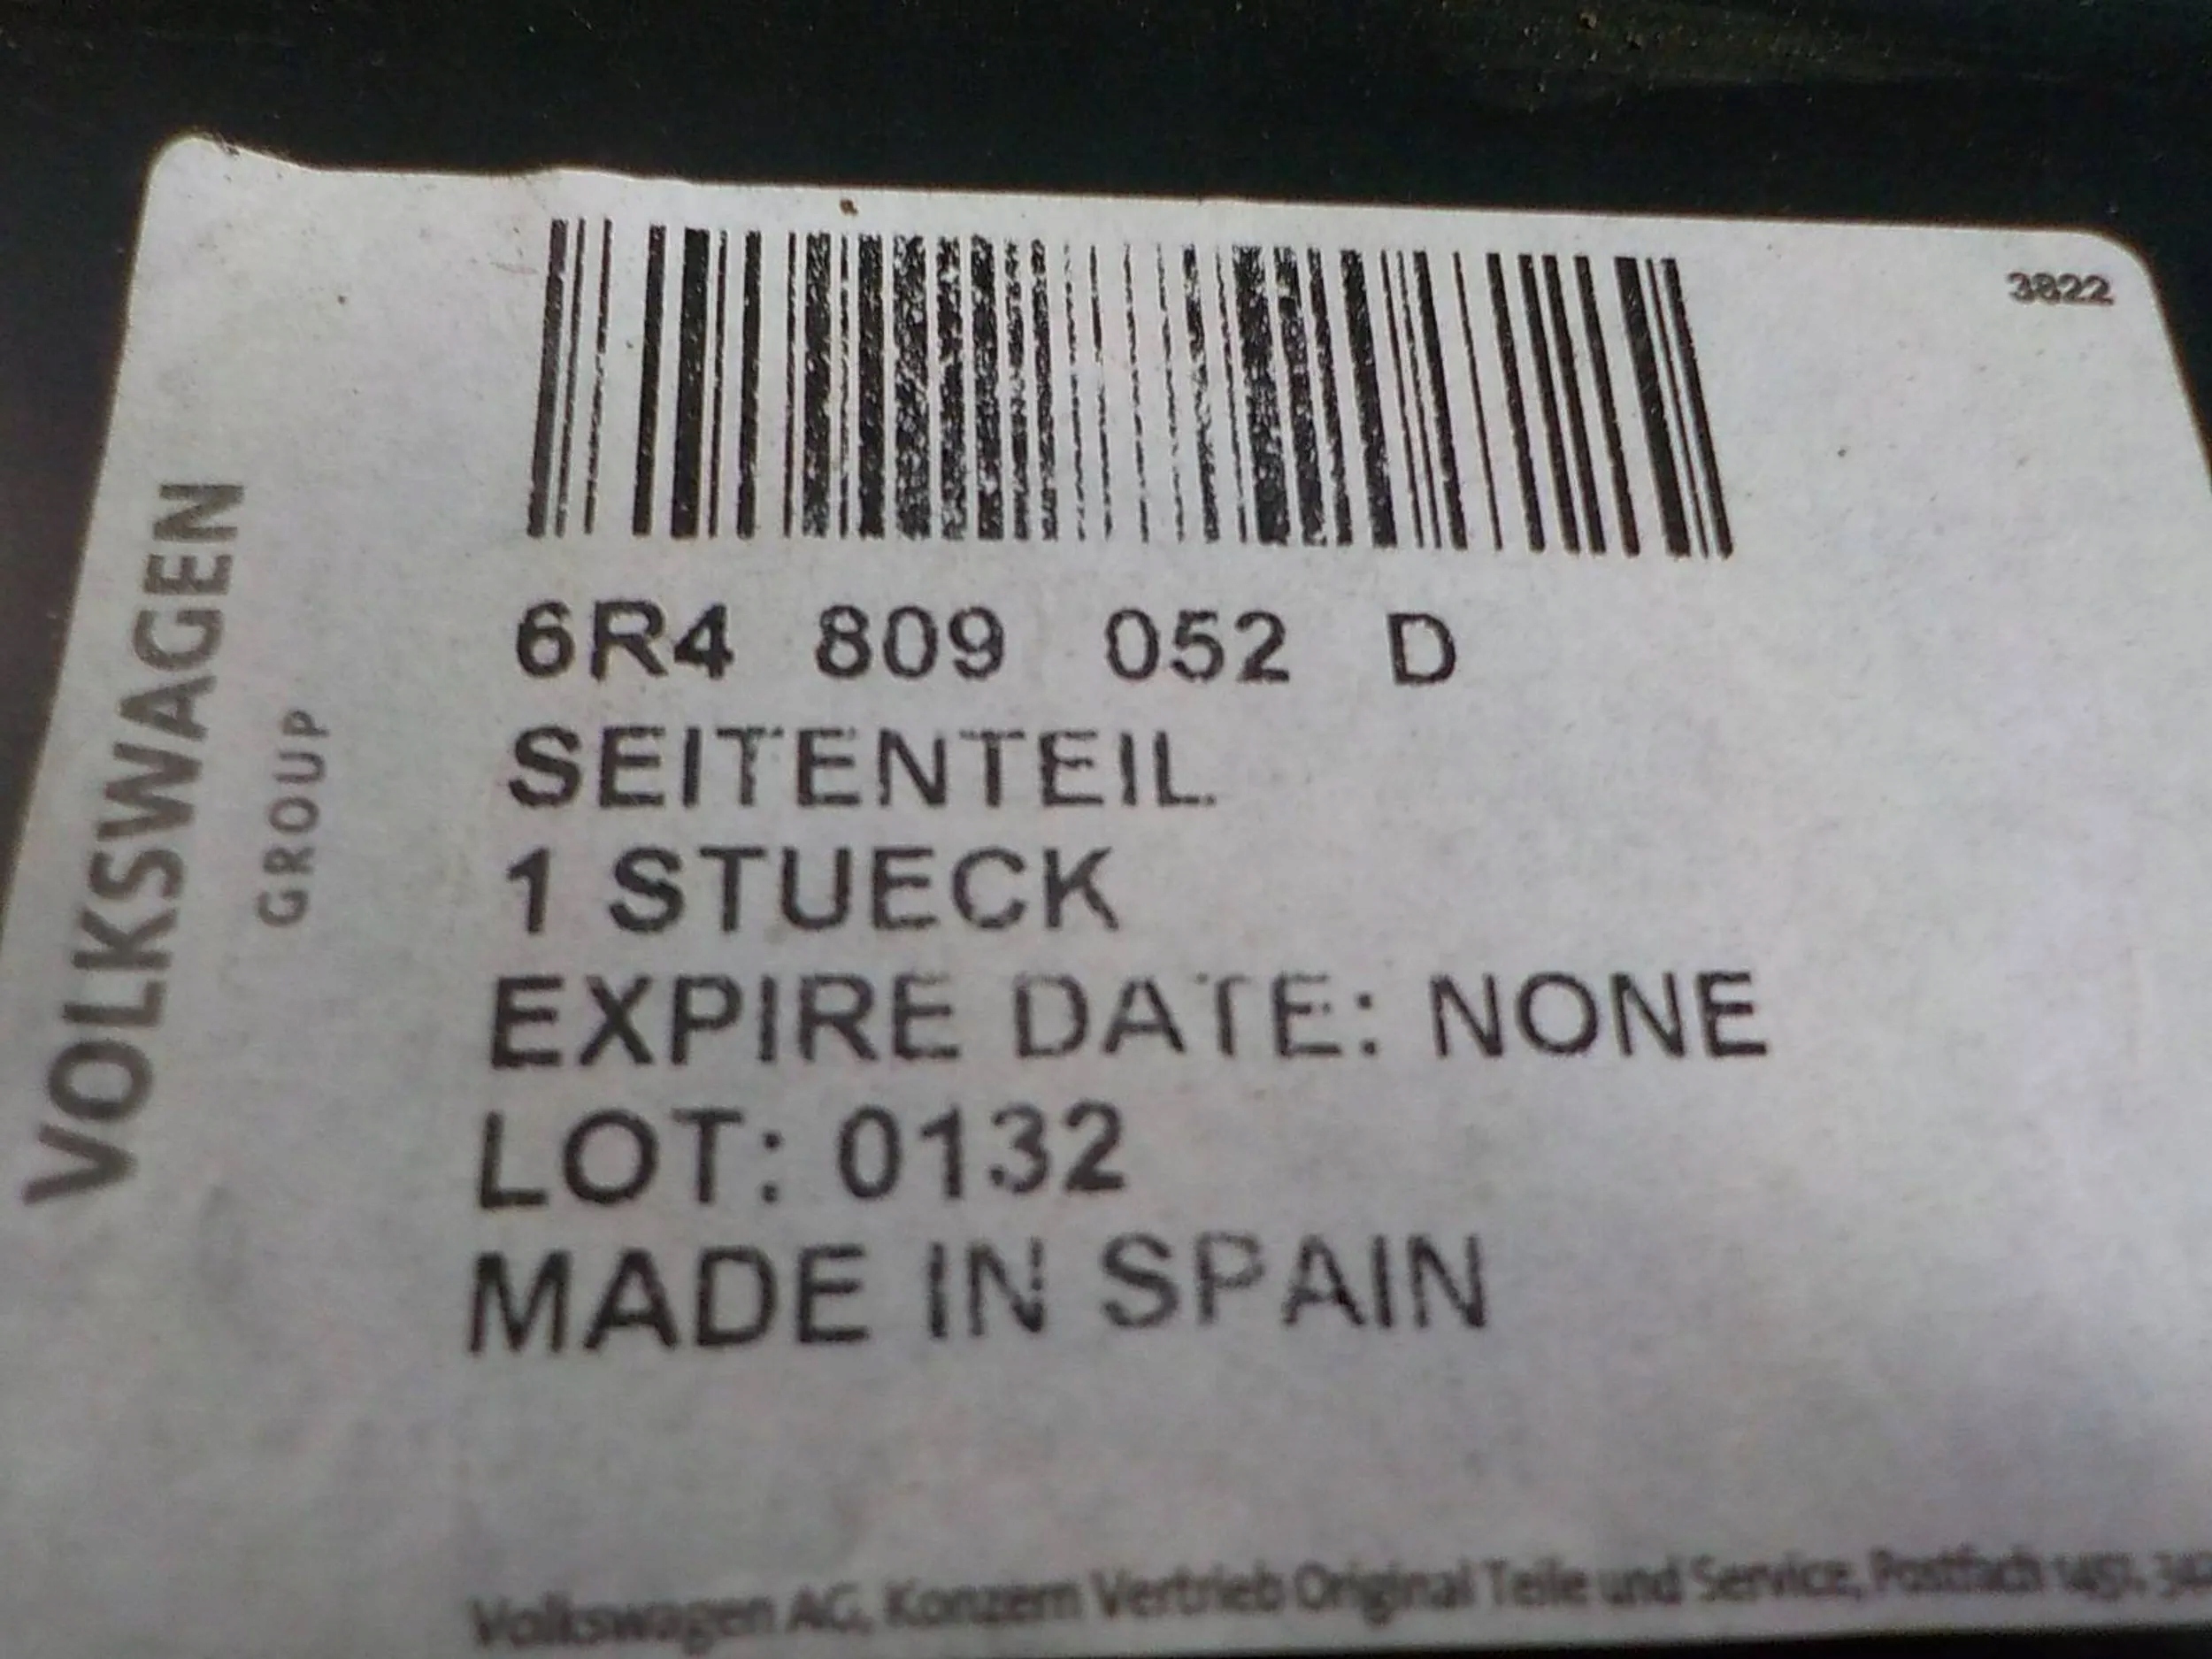 3822
VOLKSWAGEN
GROUP
6R4 809 052 D
SEITENTEIL
1 STUECK
EXPIRE DATE: NONE
LOT: 0132
MADE IN SPAIN
Volkswagen AG, Konzern Vertrieb Original Teile und Service, Postfach